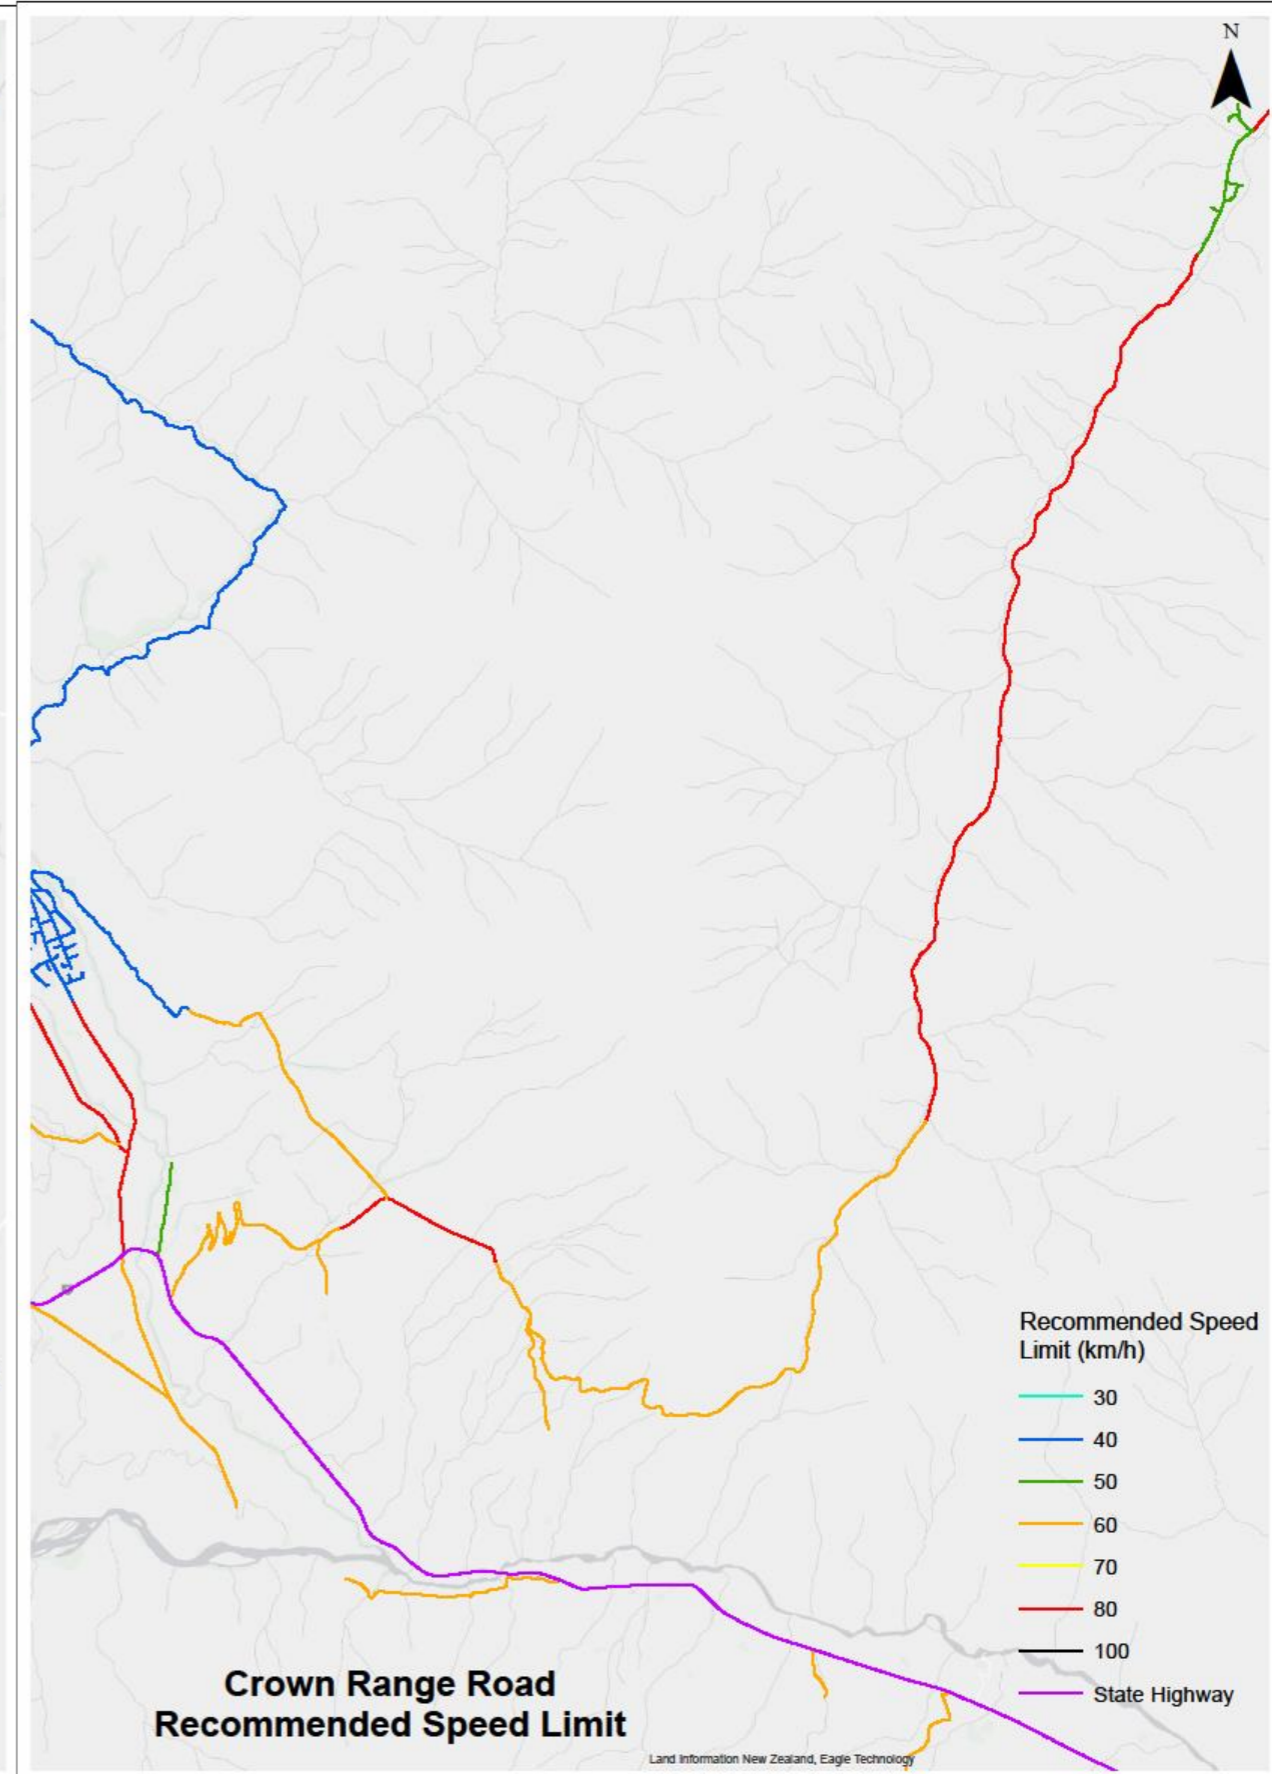 N
Recommended Speed
Limit (km/h)
30
40
50
60
70
80
100
State Highway
Crown Range Road
Recommended Speed Limit
Land Information New Zealand, Eagle Technology